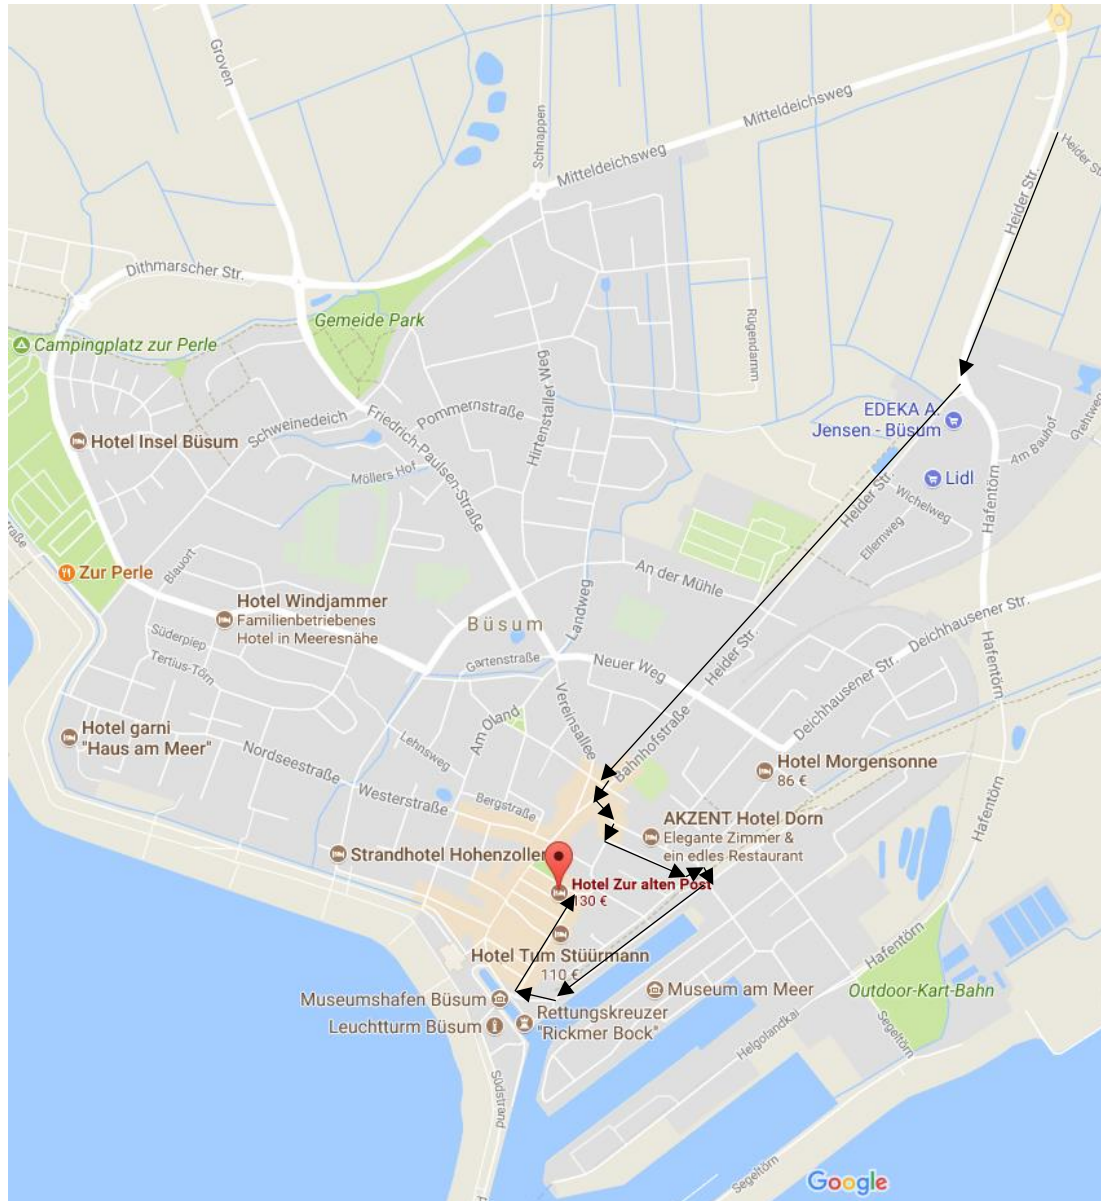 Groven
Schnappen
Mitteldeichsweg
Mitteldeichsweg
Heider Str.
Heider St
Dithmarscher Str.
Gemeide Park
Campingplatz zur Perle
Rügendamm
Hirtenstaller Weg
EDEKA A.
Jensen - Büsum
Am Bauhof
Grehtweg
Pommernstraße
Schweinedeich
Friedrich-Paulsen-Straße
Hotel Insel Büsum
Möllers Hof
Lidl
Hafentörn
Heider Str.
Wichelweg
Ellernweg
raße
Blauort
Zur Perle
An der Mühle
Hotel Windjammer
Familienbetriebenes
Hotel in Meeresnähe
Büsum
Landweg
Deichhausener Str.
Süderpiep
Tertius-Törn
Gartenstraße
Neuer Weg
Heider Str.
Hafentörn
Deichhausener Str.
Vereinsallee
Am Oland
Bahnhofstraße
Hotel garni
"Haus am Meer"
Lehnsweg
Nordseestraße
Hotel Morgensonne
86 €
Westerstraße
Bergstraße
Hafentörn
AKZENT Hotel Dorn
Elegante Zimmer &
ein edles Restaurant
Strandhotel Hohenzoller
Hotel Zur alten Post
130 €
Hotel Tum Stüürmann
110 €
Hafentörn
Museumshafen Büsum
Museum am Meer
Outdoor-Kart-Bahn
Leuchtturm Büsum
Rettungskreuzer
"Rickmer Bock"
Helgolandkai
Segeltörn
Südstrand
Segeltörn
Google